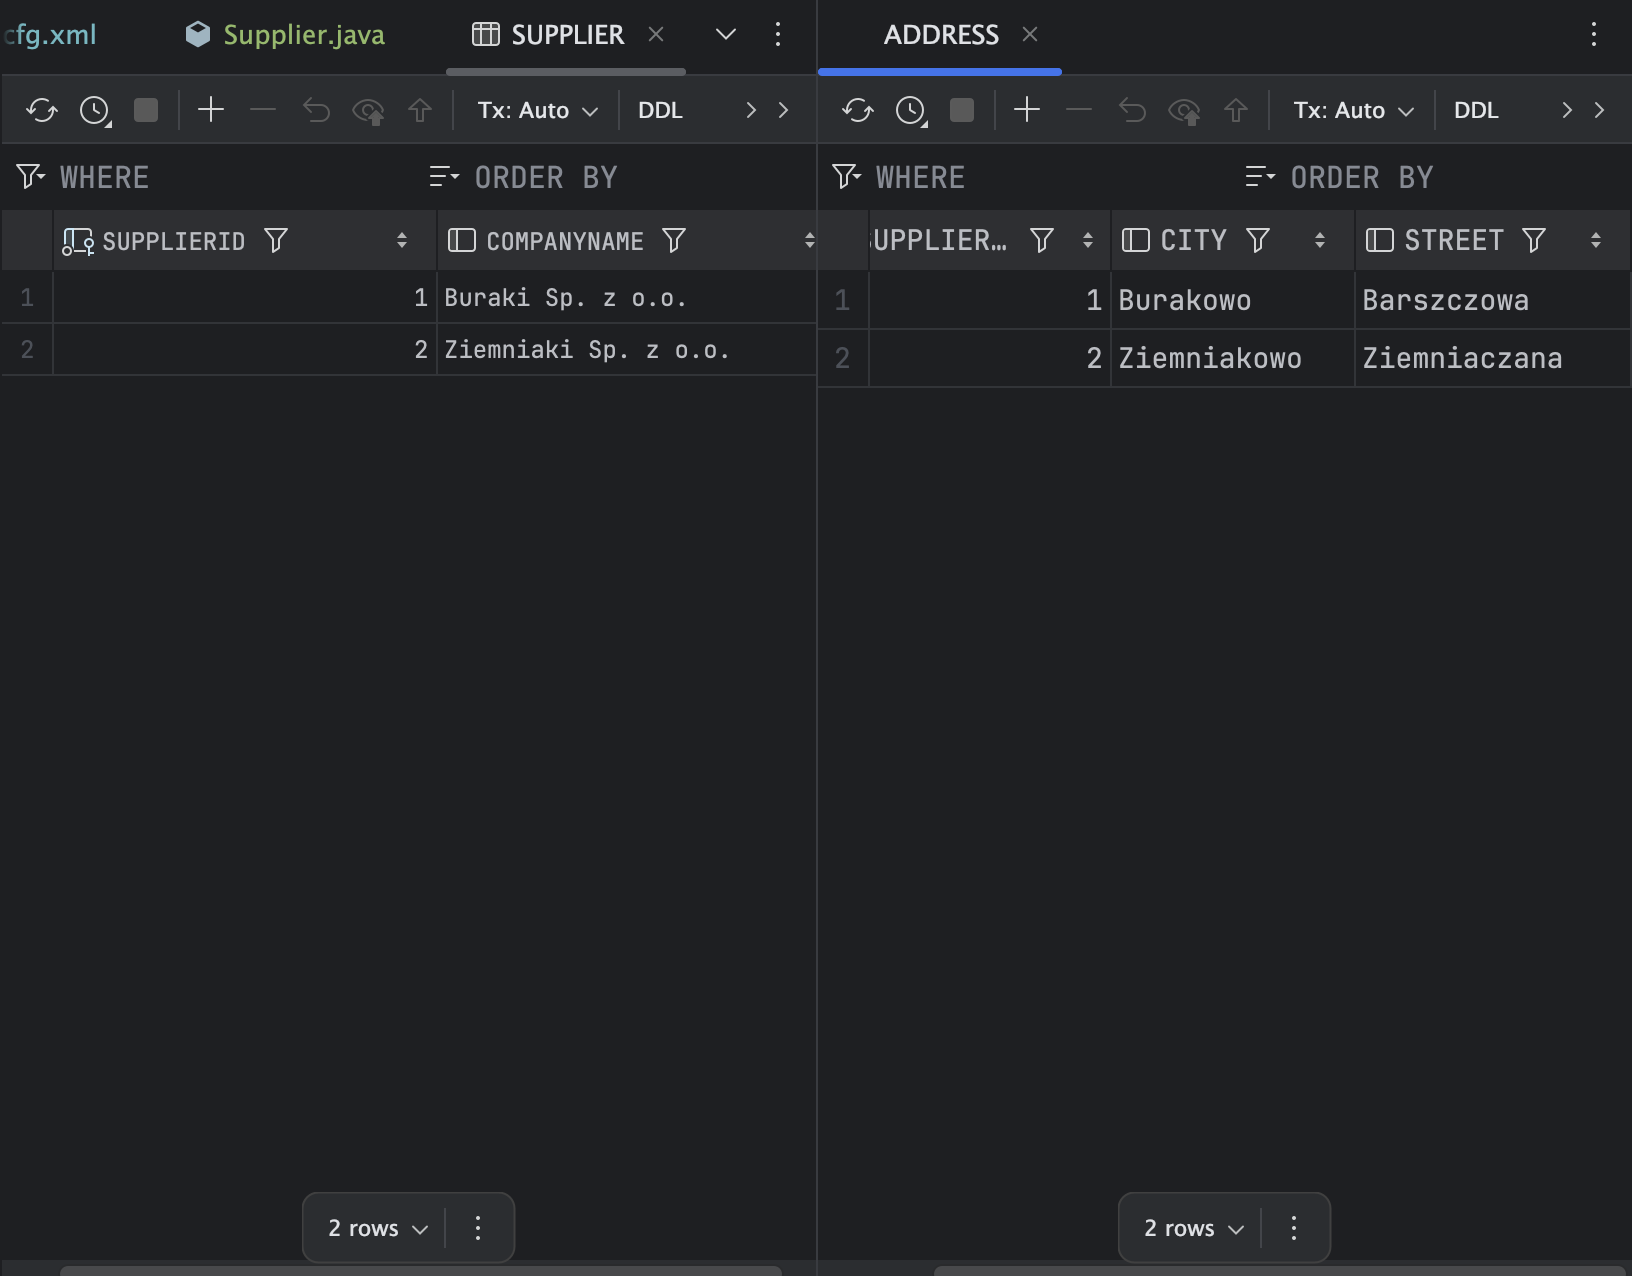 cfg.xml Supplier.java SUPPLIER
Tx: Auto DDL
WHERE ORDER BY
SUPPLIERID COMPANYNAME
1 1 Buraki Sp. z o.o.
2 2 Ziemniaki Sp. z o.o.
2 rows
ADDRESS
Tx: Auto DDL
WHERE ORDER BY
UPPLIER… CITY STREET
1 1 Burakowo Barszczowa
2 2 Ziemniakowo Ziemniaczana
2 rows